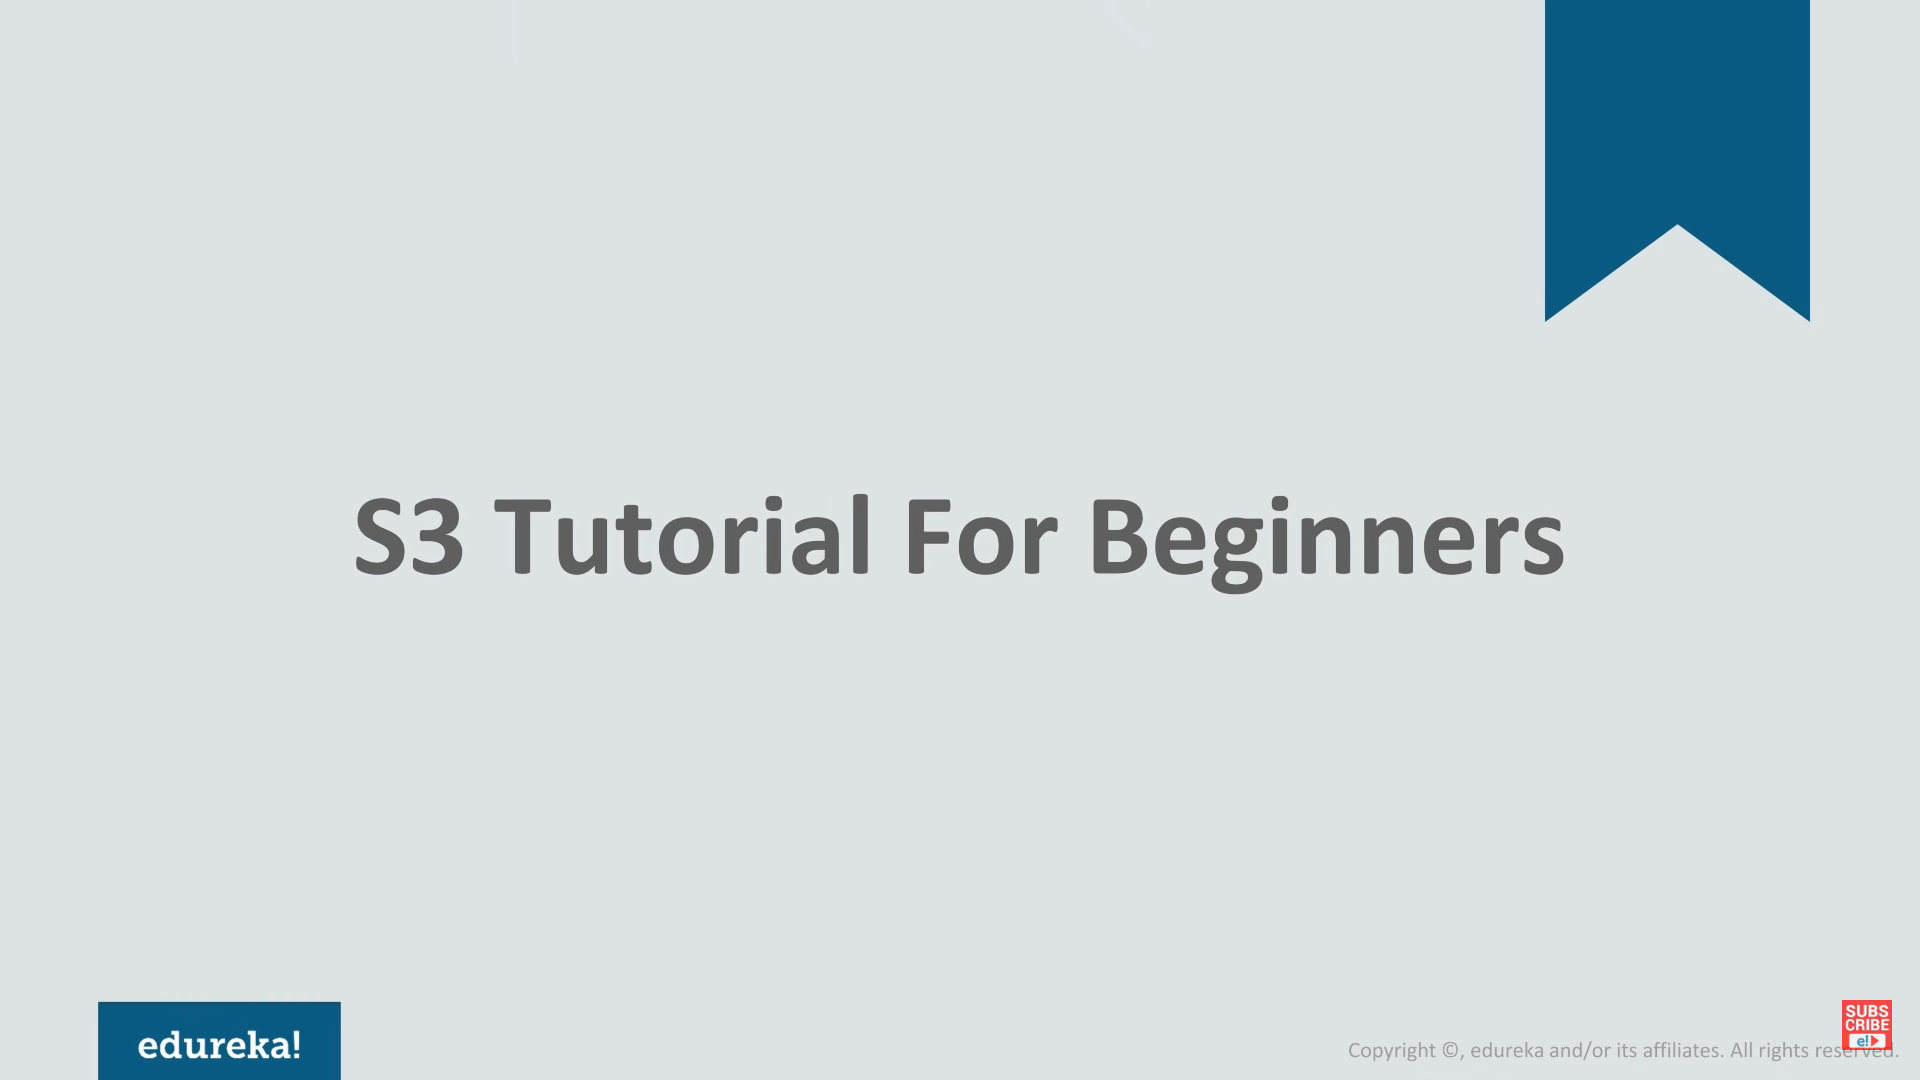 S3 Tutorial For Beginners
edureka!
SUBS
CRIBE
e!
Copyright ©, edureka and/or its affiliates. All rights reserved.